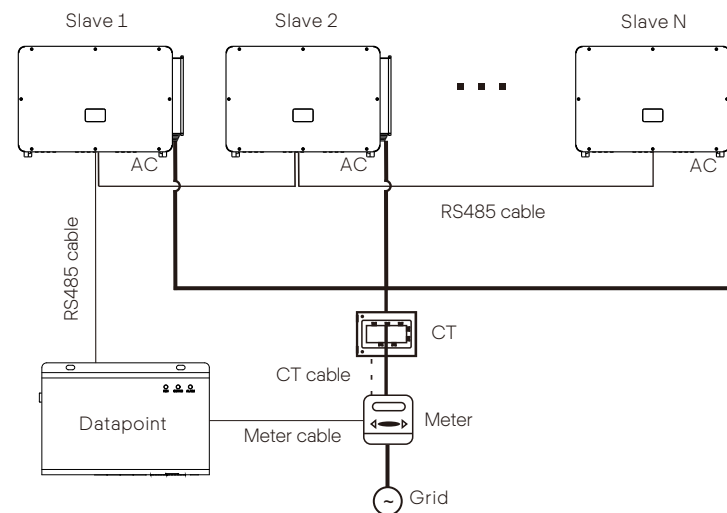 Slave 1
Slave 2
Slave N
AC
AC
AC
RS485 cable
RS485 cable
CT
CT cable
Datapoint
Meter cable
Meter
Grid